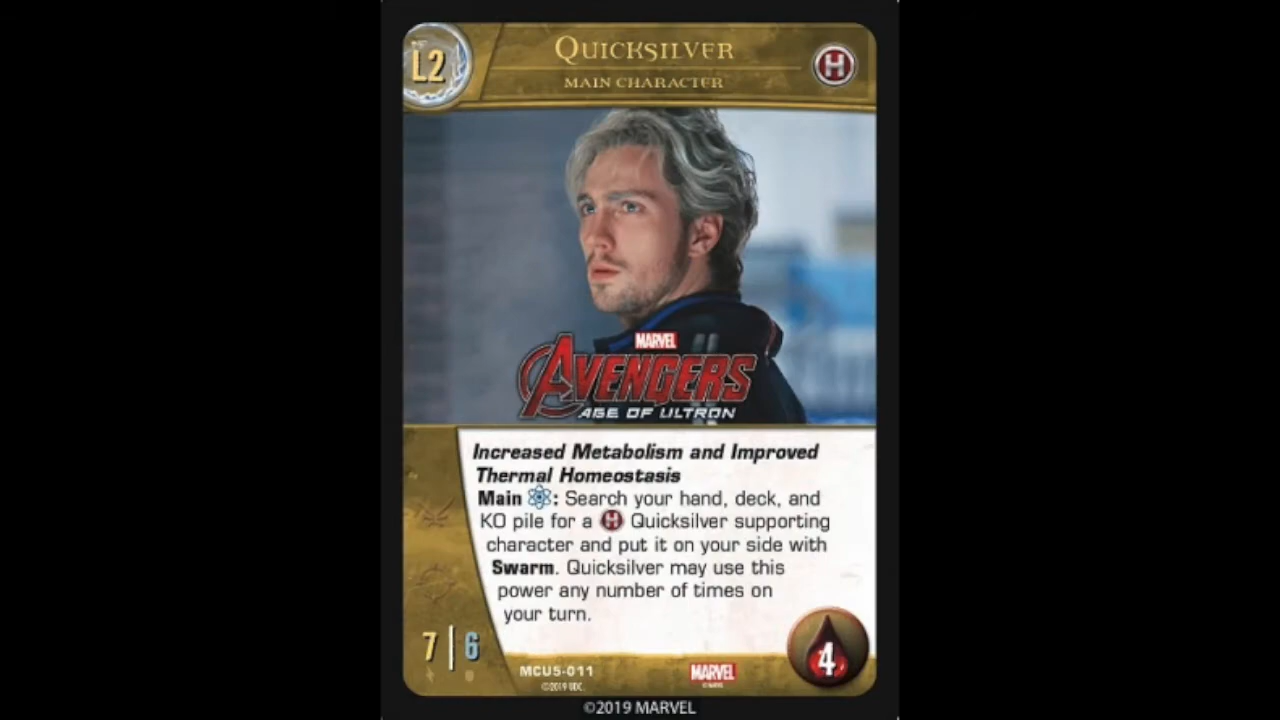 L2
QUICKSILVER
H
MAIN CHARACTER
MARVEL
AVENGERS
AGE OF ULTRON
Increased Metabolism and Improved
Thermal Homeostasis
Main : Search your hand, deck, and
KO pile for a H Quicksilver supporting
character and put it on your side with
Swarm. Quicksilver may use this
power any number of times on
your turn.
7 | 6
4
MCU5-011
MARVEL
©2019 UDC.
©2019 MARVEL